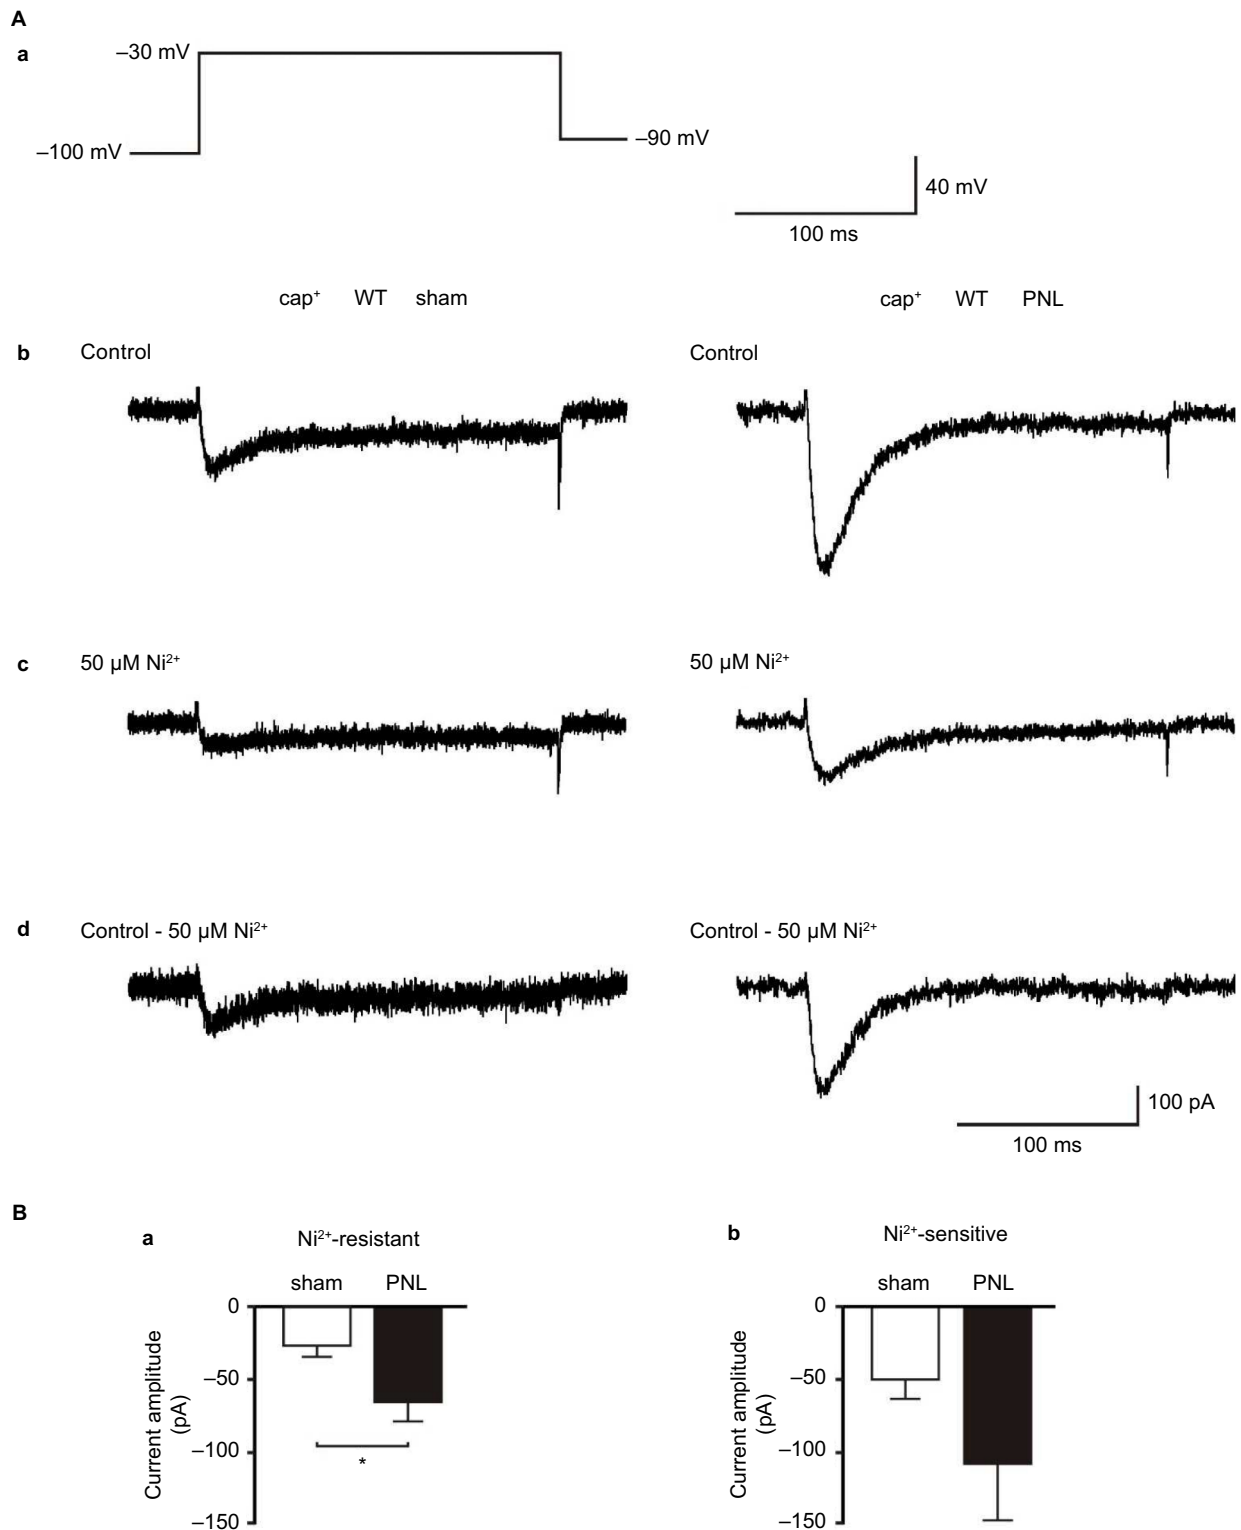 A
a
–30 mV
–100 mV
–90 mV
40 mV
100 ms
cap⁺ WT sham
cap⁺ WT PNL
b Control
Control
c 50 µM Ni²⁺
50 µM Ni²⁺
d Control - 50 µM Ni²⁺
Control - 50 µM Ni²⁺
100 pA
100 ms
B
a Ni²⁺-resistant
sham PNL
0
–50
–100
–150
Current amplitude
(pA)
*
b Ni²⁺-sensitive
sham PNL
0
–50
–100
–150
Current amplitude
(pA)